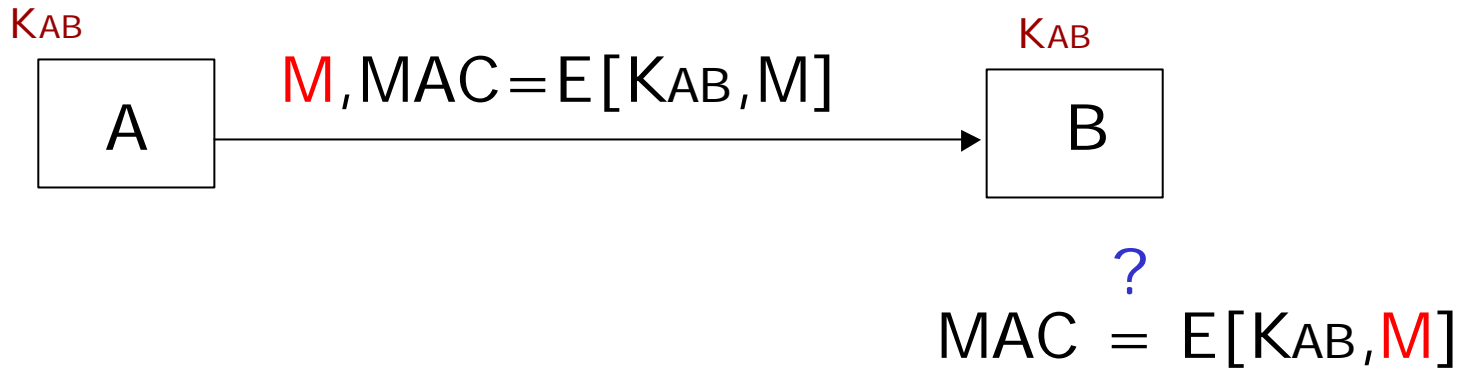 KAB
KAB
M,MAC=E[KAB,M]
A
B
?
MAC = E[KAB,M]